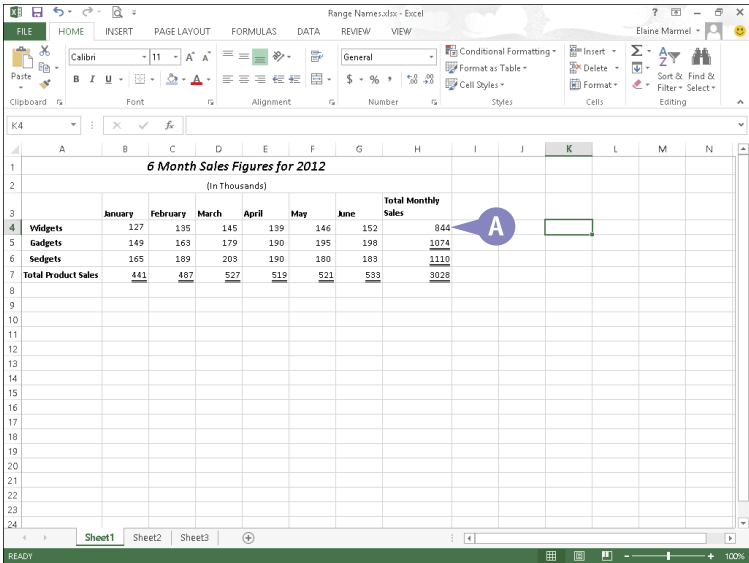 Range Names.xlsx - Excel
?
FILE HOME INSERT PAGE LAYOUT FORMULAS DATA REVIEW VIEW Elaine Marmel
Calibri 11 A A General Conditional Formatting Insert Σ A Z
Paste B I U A Format as Table Delete Sort & Find &
$ % , Cell Styles Format Filter Select
Clipboard Font Alignment Number Styles Cells Editing
K4 fx
A B C D E F G H I J K L M N
1 6 Month Sales Figures for 2012
2 (In Thousands)
Total Monthly
3 January February March April May June Sales
4 Widgets 127 135 145 139 146 152 844 A
5 Gadgets 149 163 179 190 195 198 1074
6 Sedgets 165 189 203 190 180 183 1110
7 Total Product Sales 441 487 527 519 521 533 3028
8
9
10
11
12
13
14
15
16
17
18
19
20
21
22
23
24
Sheet1 Sheet2 Sheet3
READY 100%